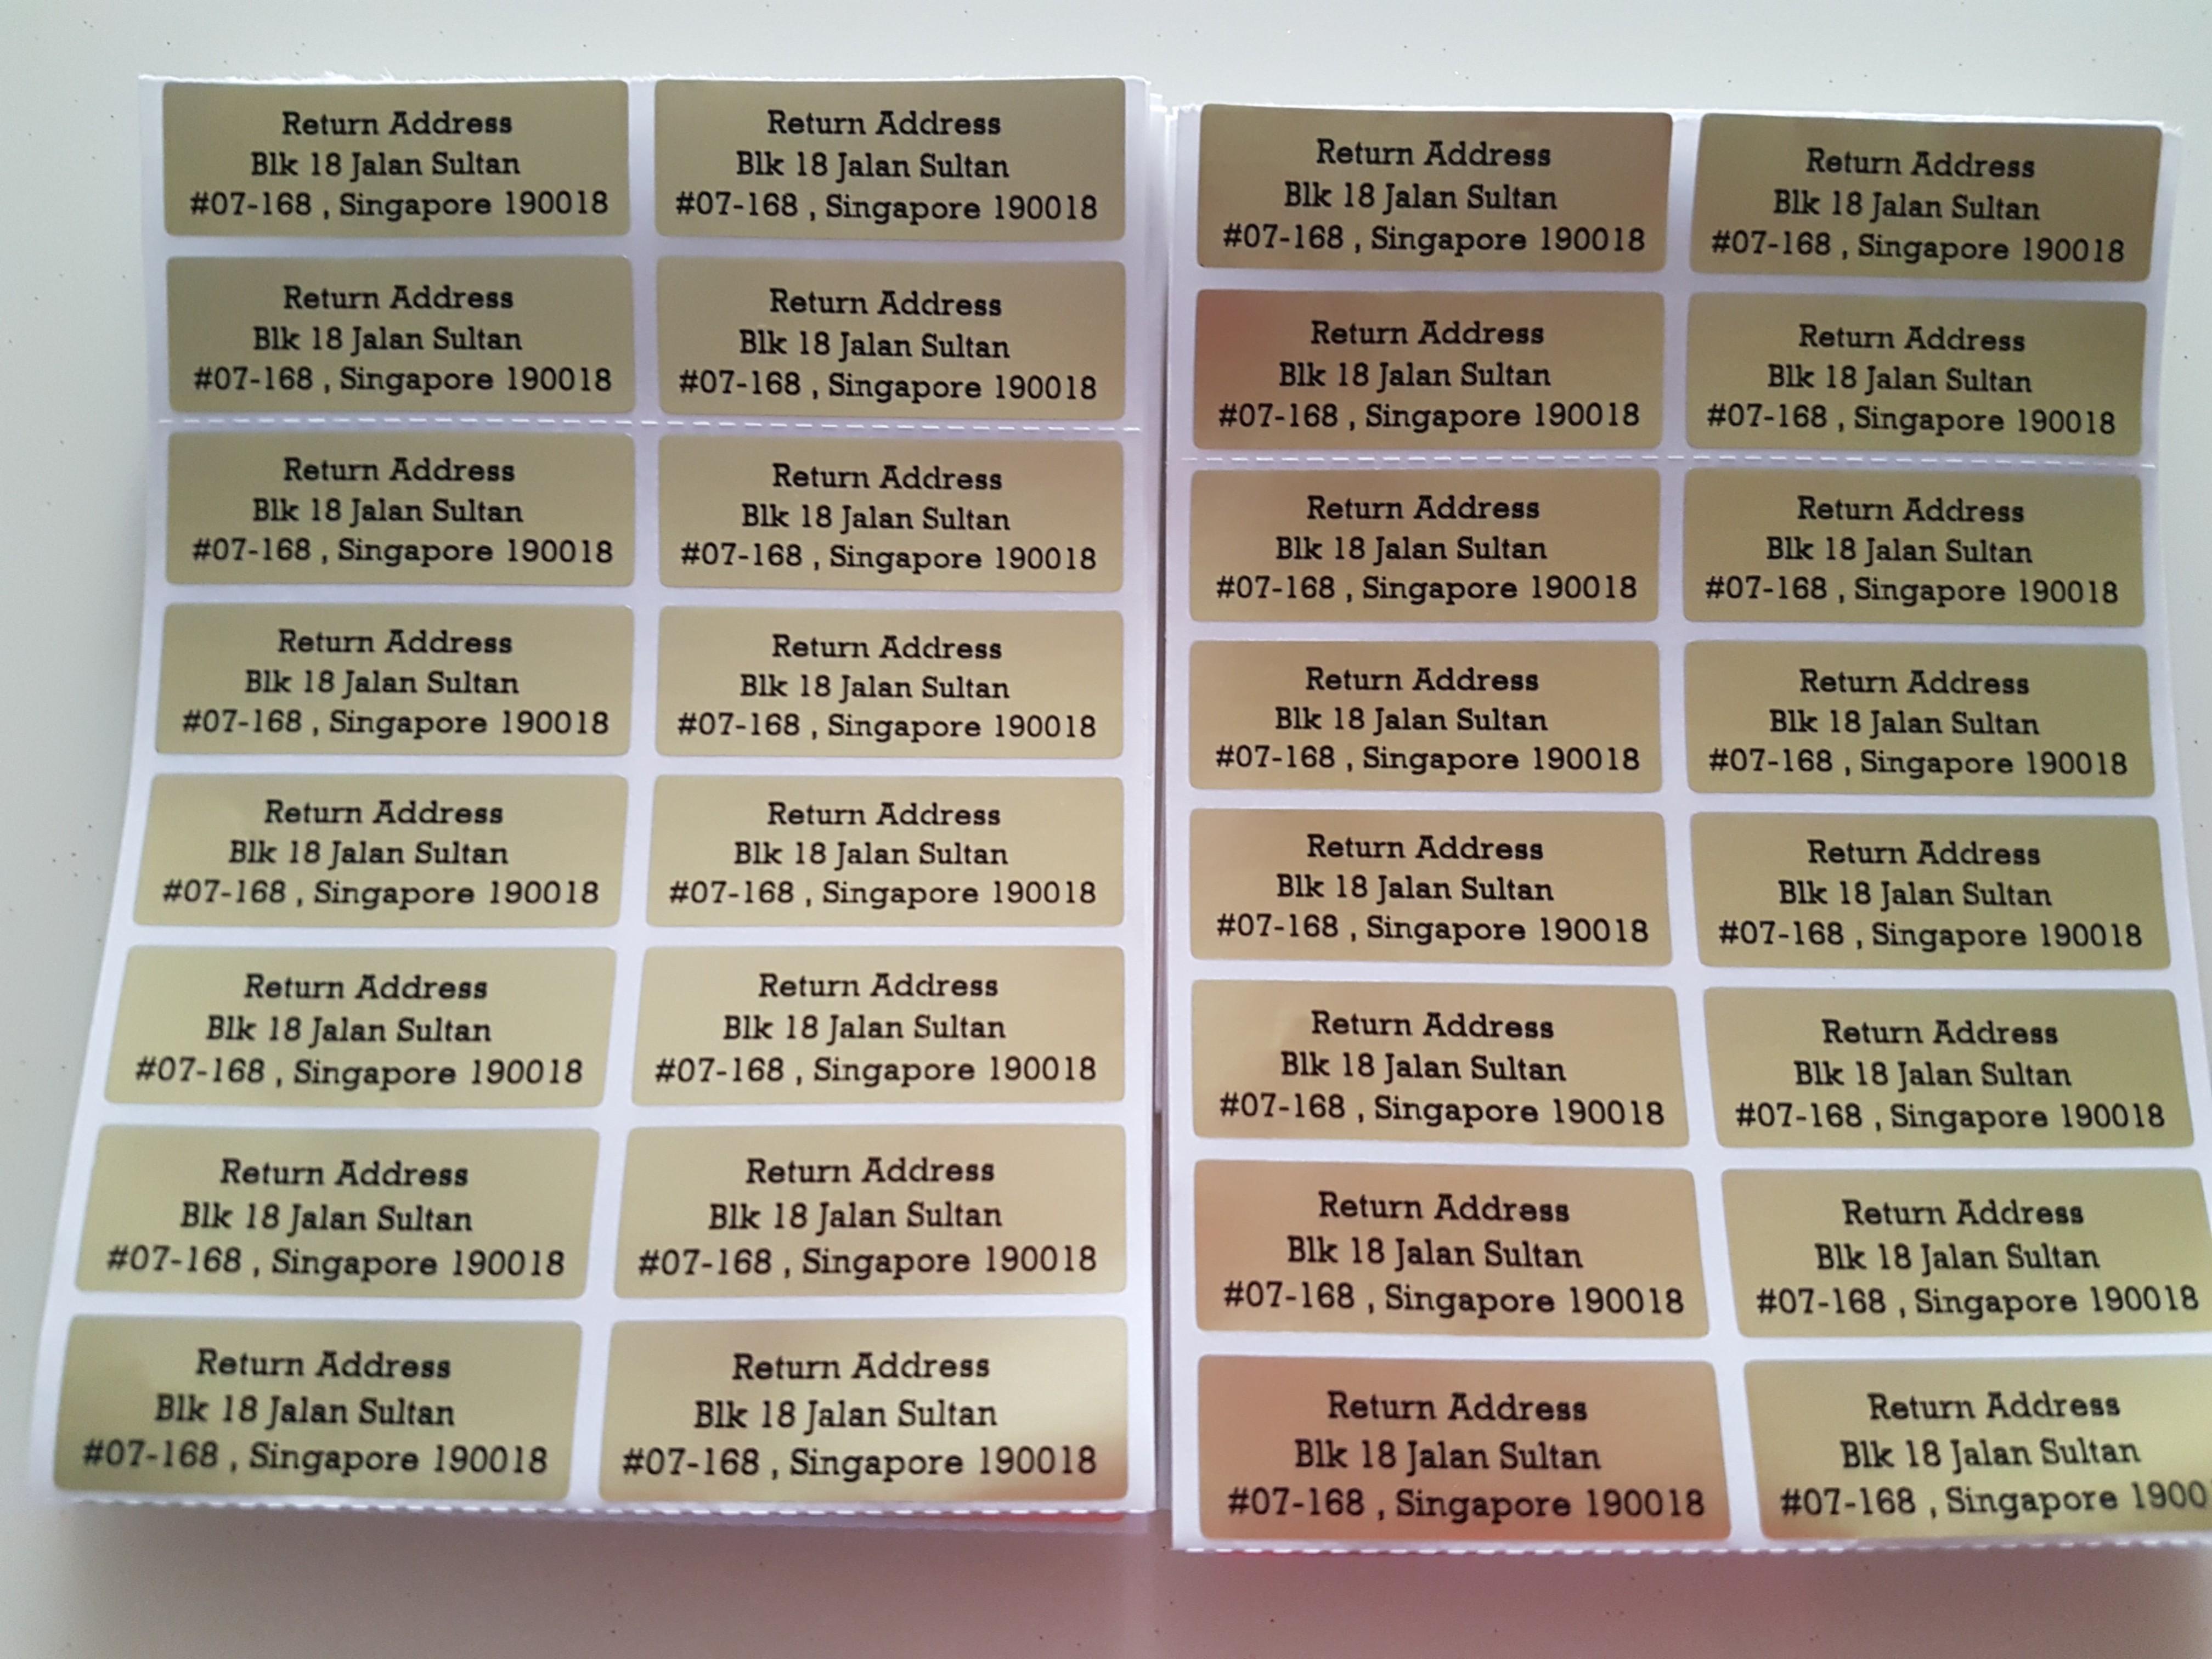 Return Address
Blk 18 Jalan Sultan
#07-168 , Singapore 190018
Return Address
Blk 18 Jalan Sultan
#07-168 , Singapore 190018
Return Address
Blk 18 Jalan Sultan
#07-168 , Singapore 190018
Return Address
Blk 18 Jalan Sultan
#07-168 , Singapore 190018
Return Address
Blk 18 Jalan Sultan
#07-168 , Singapore 190018
Return Address
Blk 18 Jalan Sultan
#07-168 , Singapore 190018
Return Address
Blk 18 Jalan Sultan
#07-168 , Singapore 190018
Return Address
Blk 18 Jalan Sultan
#07-168 , Singapore 190018
Return Address
Blk 18 Jalan Sultan
#07-168 , Singapore 190018
Return Address
Blk 18 Jalan Sultan
#07-168 , Singapore 190018
Return Address
Blk 18 Jalan Sultan
#07-168 , Singapore 190018
Return Address
Blk 18 Jalan Sultan
#07-168 , Singapore 190018
Return Address
Blk 18 Jalan Sultan
#07-168 , Singapore 190018
Return Address
Blk 18 Jalan Sultan
#07-168 , Singapore 190018
Return Address
Blk 18 Jalan Sultan
#07-168 , Singapore 190018
Return Address
Blk 18 Jalan Sultan
#07-168 , Singapore 190018
Return Address
Blk 18 Jalan Sultan
#07-168 , Singapore 190018
Return Address
Blk 18 Jalan Sultan
#07-168 , Singapore 190018
Return Address
Blk 18 Jalan Sultan
#07-168 , Singapore 190018
Return Address
Blk 18 Jalan Sultan
#07-168 , Singapore 190018
Return Address
Blk 18 Jalan Sultan
#07-168 , Singapore 190018
Return Address
Blk 18 Jalan Sultan
#07-168 , Singapore 190018
Return Address
Blk 18 Jalan Sultan
#07-168 , Singapore 190018
Return Address
Blk 18 Jalan Sultan
#07-168 , Singapore 190018
Return Address
Blk 18 Jalan Sultan
#07-168 , Singapore 190018
Return Address
Blk 18 Jalan Sultan
#07-168 , Singapore 190018
Return Address
Blk 18 Jalan Sultan
#07-168 , Singapore 190018
Return Address
Blk 18 Jalan Sultan
#07-168 , Singapore 190018
Return Address
Blk 18 Jalan Sultan
#07-168 , Singapore 190018
Return Address
Blk 18 Jalan Sultan
#07-168 , Singapore 190018
Return Address
Blk 18 Jalan Sultan
#07-168 , Singapore 190018
Return Address
Blk 18 Jalan Sultan
#07-168 , Singapore 1900